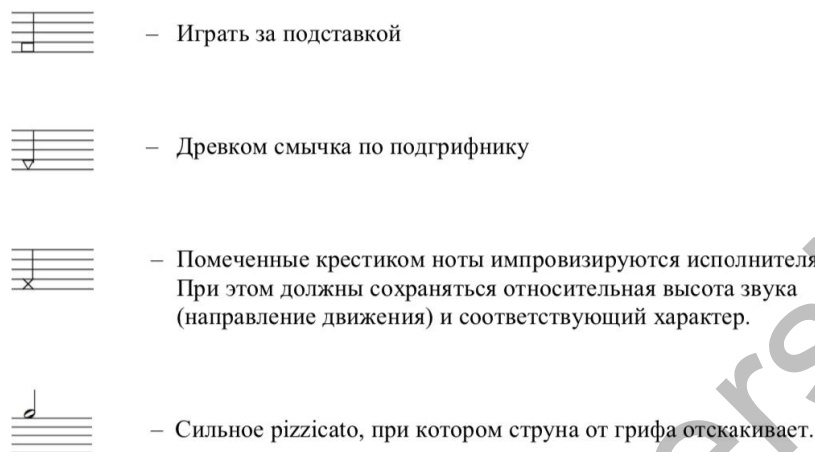 – Играть за подставкой
– Древком смычка по подгрифнику
– Помеченные крестиком ноты импровизируются
При этом должны сохраняться относительная высота звука
(направление движения) и соответствующий характер.
– Сильное pizzicato, при котором струна от грифа отскакивает.